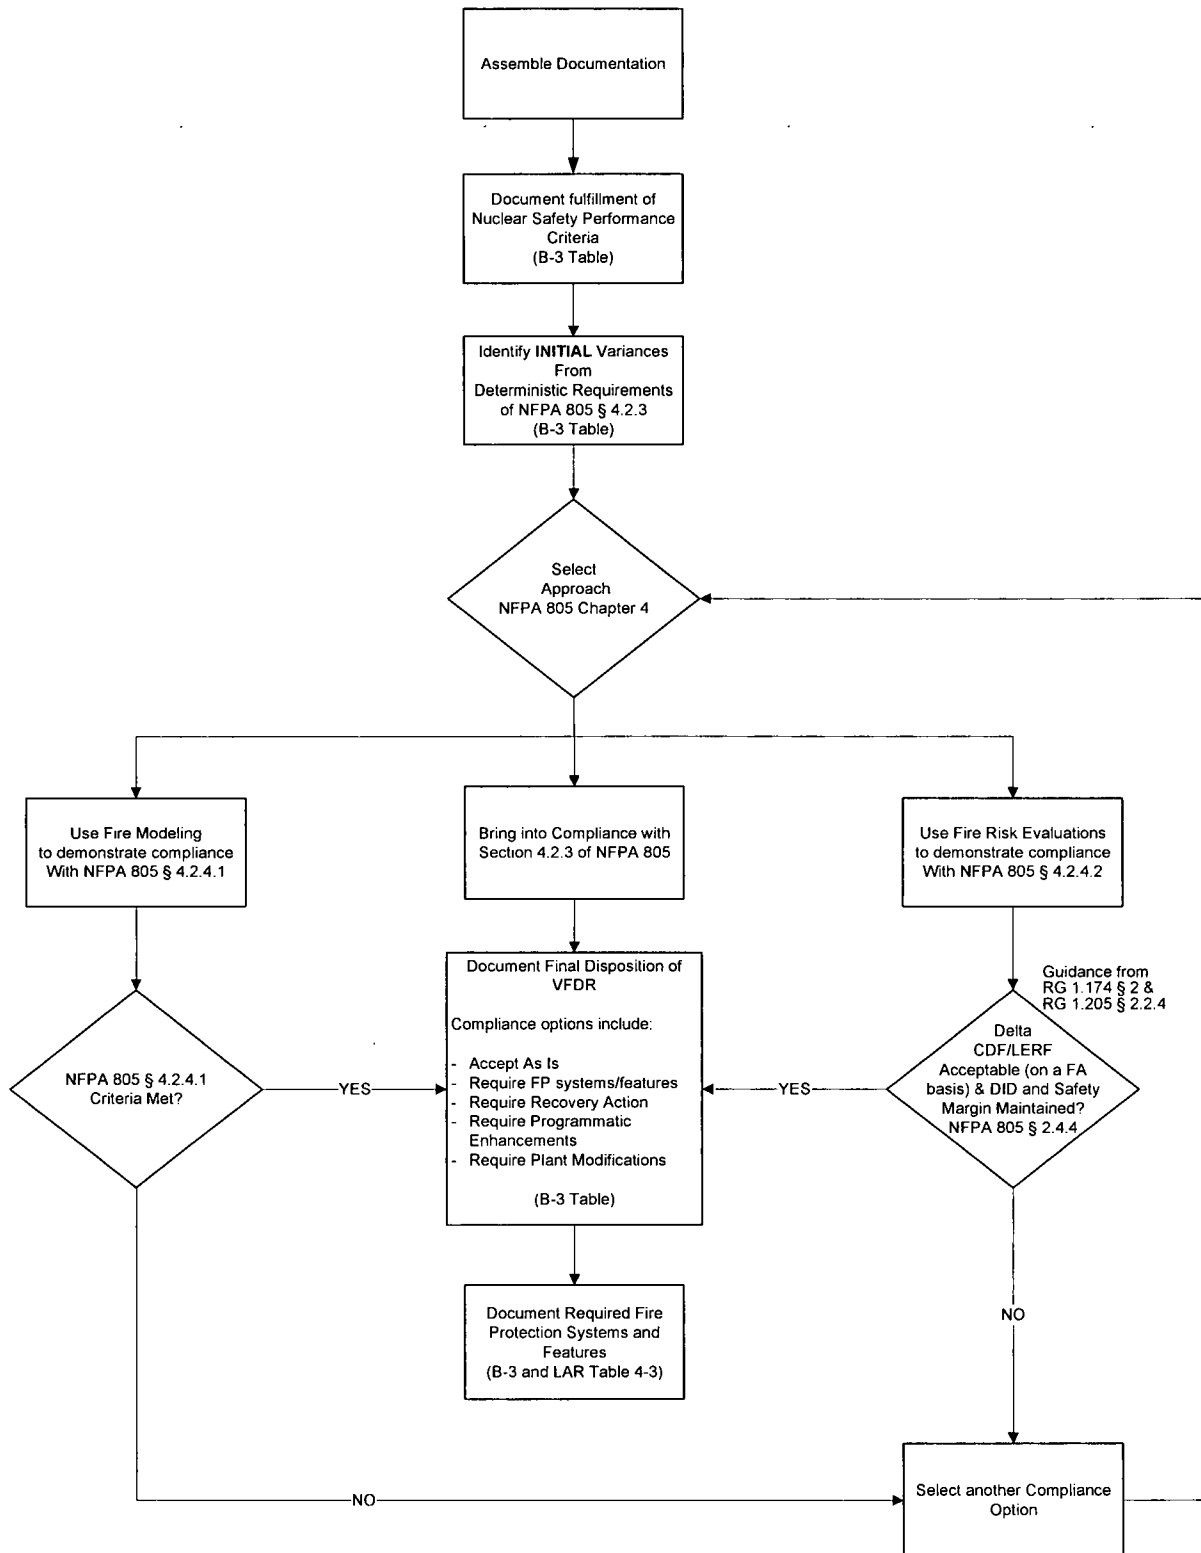 Assemble Documentation
Document fulfillment of
Nuclear Safety Performance
Criteria
(B-3 Table)
Identify INITIAL Variances
From
Deterministic Requirements
of NFPA 805 § 4.2.3
(B-3 Table)
Select
Approach
NFPA 805 Chapter 4
Use Fire Modeling
to demonstrate compliance
With NFPA 805 § 4.2.4.1
Bring into Compliance with
Section 4.2.3 of NFPA 805
Use Fire Risk Evaluations
to demonstrate compliance
With NFPA 805 § 4.2.4.2
Guidance from
RG 1.174 § 2 &
RG 1.205 § 2.2.4
NFPA 805 § 4.2.4.1
Criteria Met?
YES
Document Final Disposition of
VFDR
Compliance options include:
- Accept As Is
- Require FP systems/features
- Require Recovery Action
- Require Programmatic
Enhancements
- Require Plant Modifications
(B-3 Table)
YES
Delta
CDF/LERF
Acceptable (on a FA
basis) & DID and Safety
Margin Maintained?
NFPA 805 § 2.4.4
Document Required Fire
Protection Systems and
Features
(B-3 and LAR Table 4-3)
NO
NO
Select another Compliance
Option